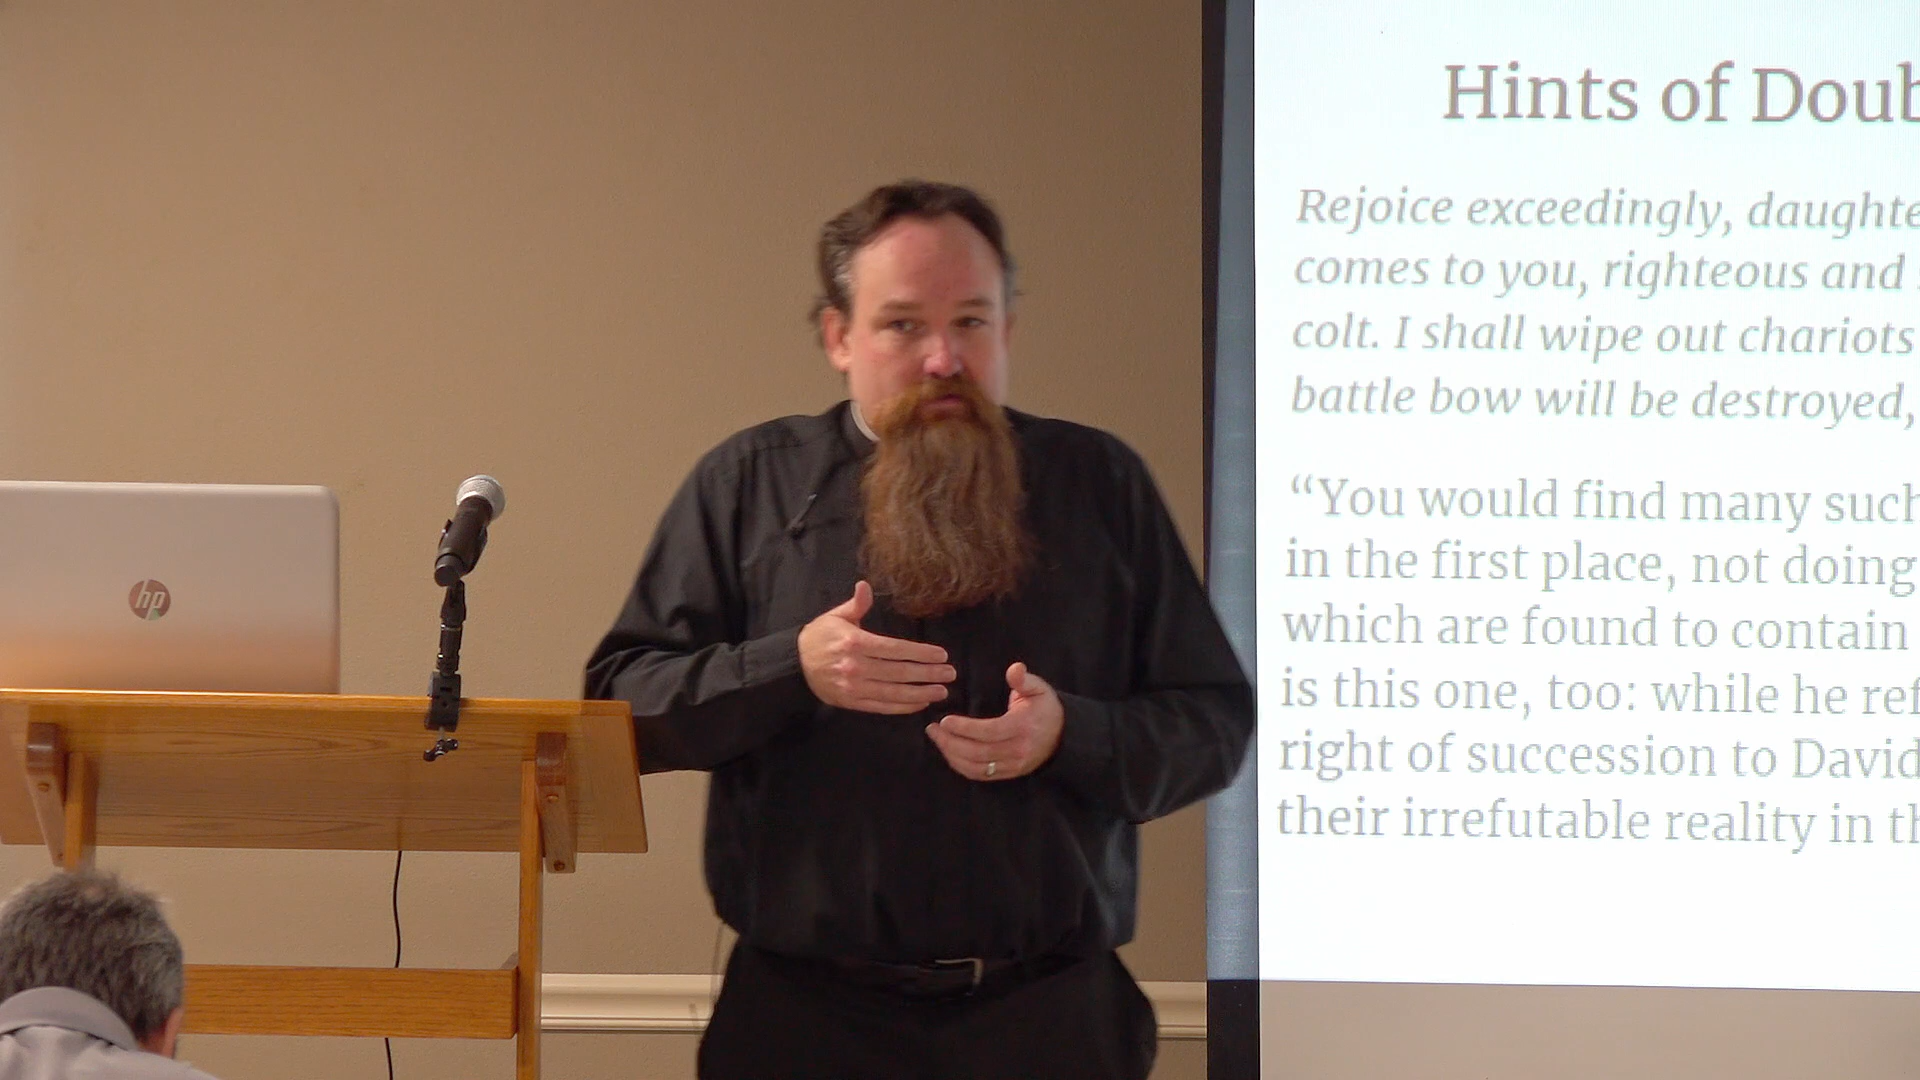 hp
Hints of Doub
Rejoice exceedingly, daughte
comes to you, righteous and
colt. I shall wipe out chariots
battle bow will be destroyed,
“You would find many such
in the first place, not doing
which are found to contain
is this one, too: while he ref
right of succession to David
their irrefutable reality in th